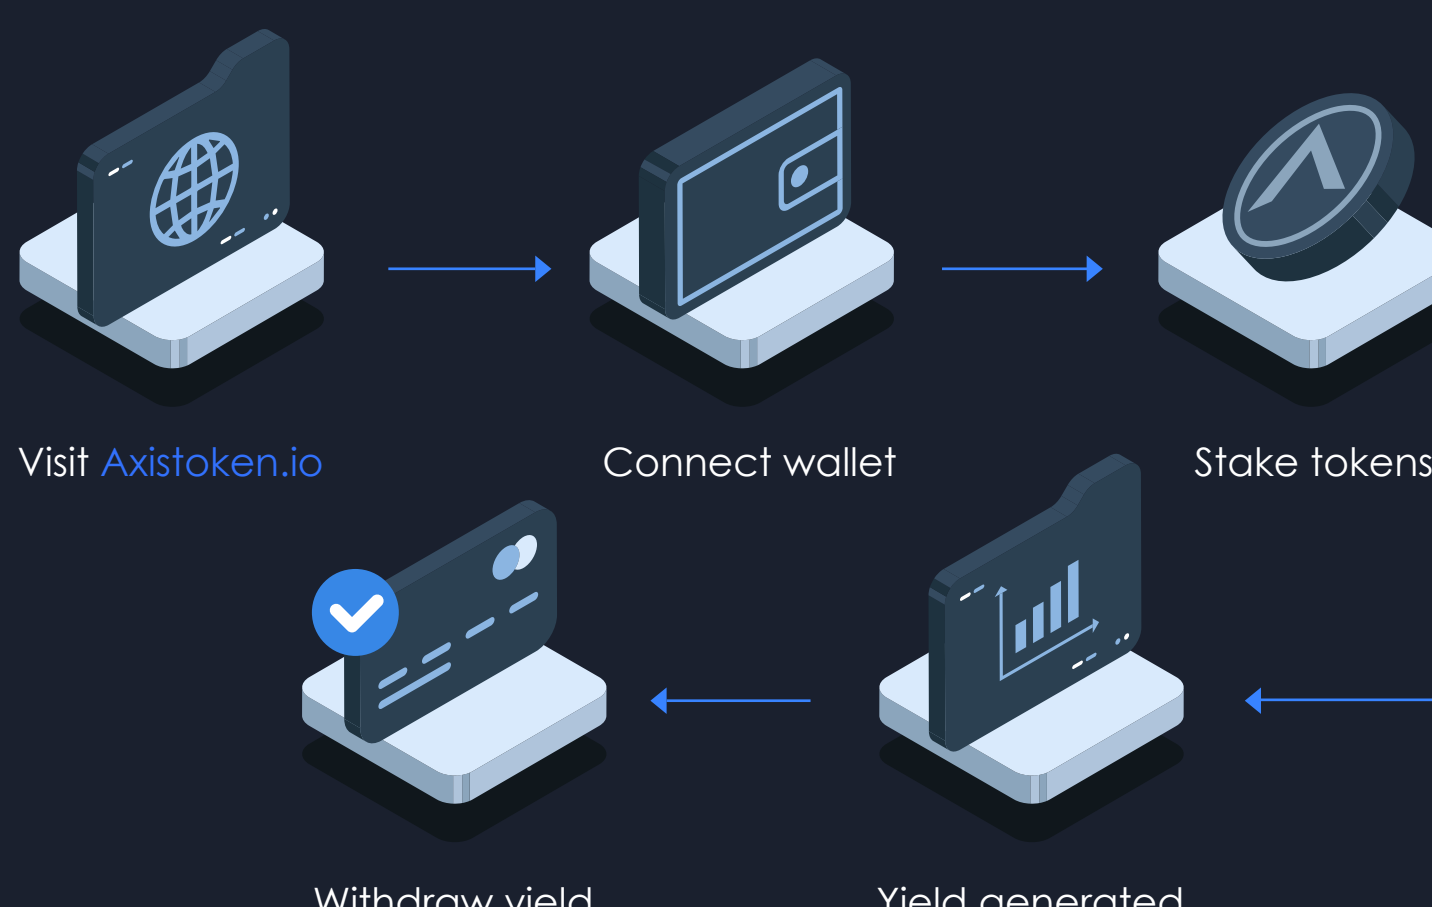 Visit Axistoken.io
Connect wallet
Stake tokens
Withdraw yield
Yield generated